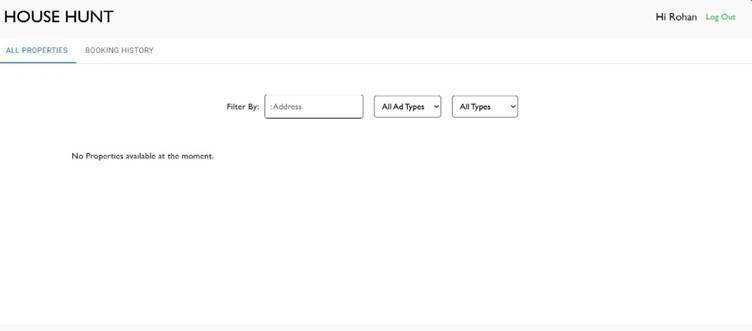 HOUSE HUNT
Hi Rohan Log Out
ALL PROPERTIES BOOKING HISTORY
Filter By: : Address All Ad Types All Types
No Properties available at the moment.